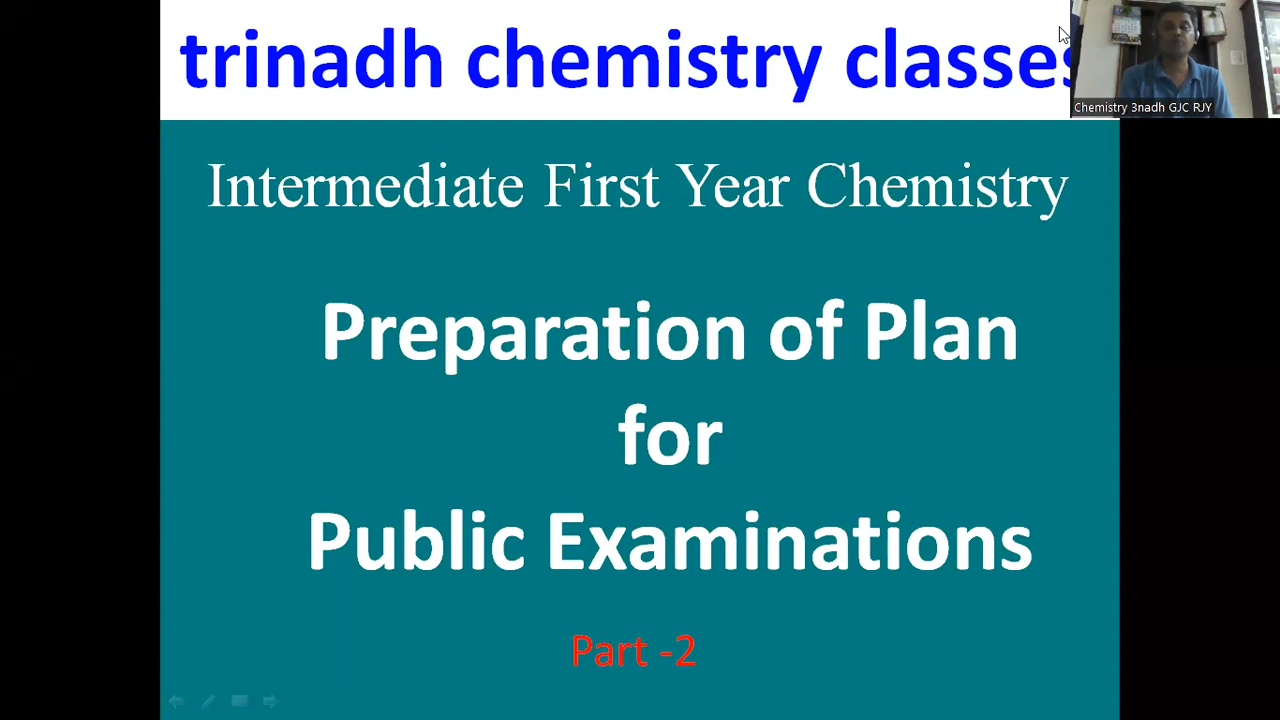 trinadh chemistry classes
Chemistry 3nadh GJC RJY
Intermediate First Year Chemistry
Preparation of Plan
for
Public Examinations
Part -2